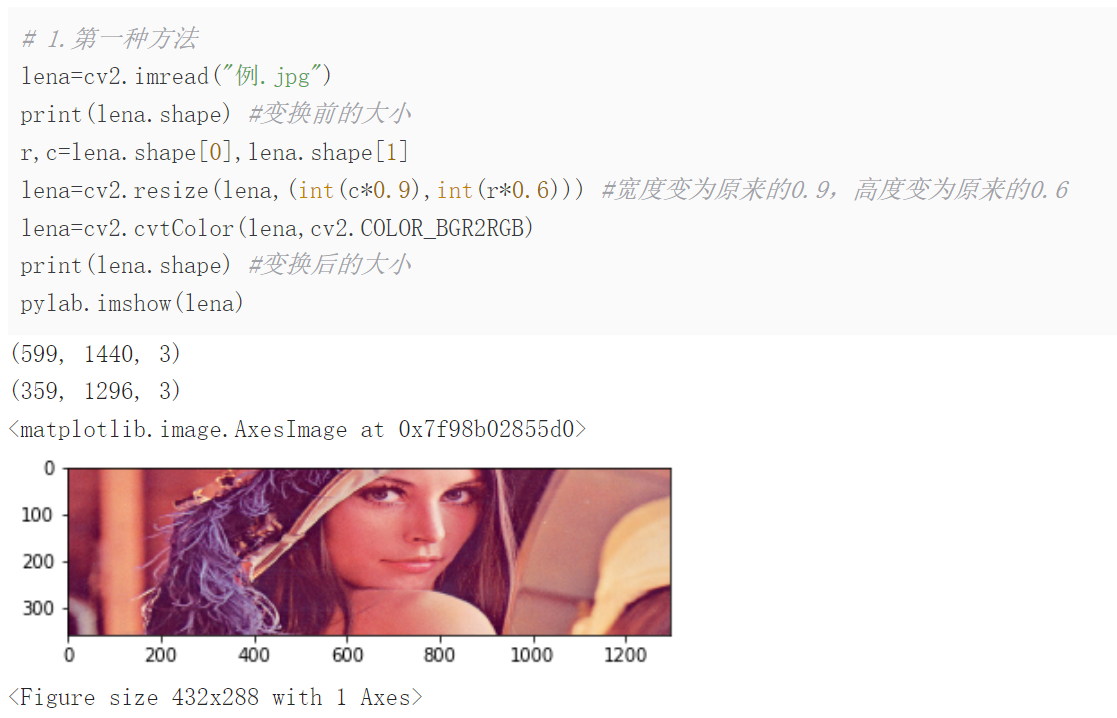 # 1.第一种方法
lena=cv2.imread("例.jpg")
print(lena.shape) #变换前的大小
r,c=lena.shape[0],lena.shape[1]
lena=cv2.resize(lena,(int(c*0.9),int(r*0.6))) #宽度变为原来的0.9，高度变为原来的0.6
lena=cv2.cvtColor(lena,cv2.COLOR_BGR2RGB)
print(lena.shape) #变换后的大小
pylab.imshow(lena)
(599, 1440, 3)
(359, 1296, 3)
<matplotlib.image.AxesImage at 0x7f98b02855d0>
0
100
200
300
0 200 400 600 800 1000 1200
<Figure size 432x288 with 1 Axes>